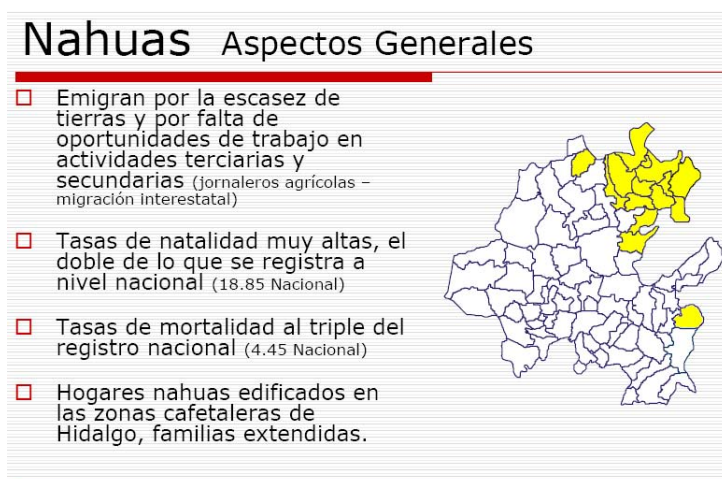 Nahuas Aspectos Generales
Emigran por la escasez de
tierras y por falta de
oportunidades de trabajo en
actividades terciarias y
secundarias (jornaleros agrícolas –
migración interestatal)
Tasas de natalidad muy altas, el
doble de lo que se registra a
nivel nacional (18.85 Nacional)
Tasas de mortalidad al triple del
registro nacional (4.45 Nacional)
Hogares nahuas edificados en
las zonas cafetaleras de
Hidalgo, familias extendidas.